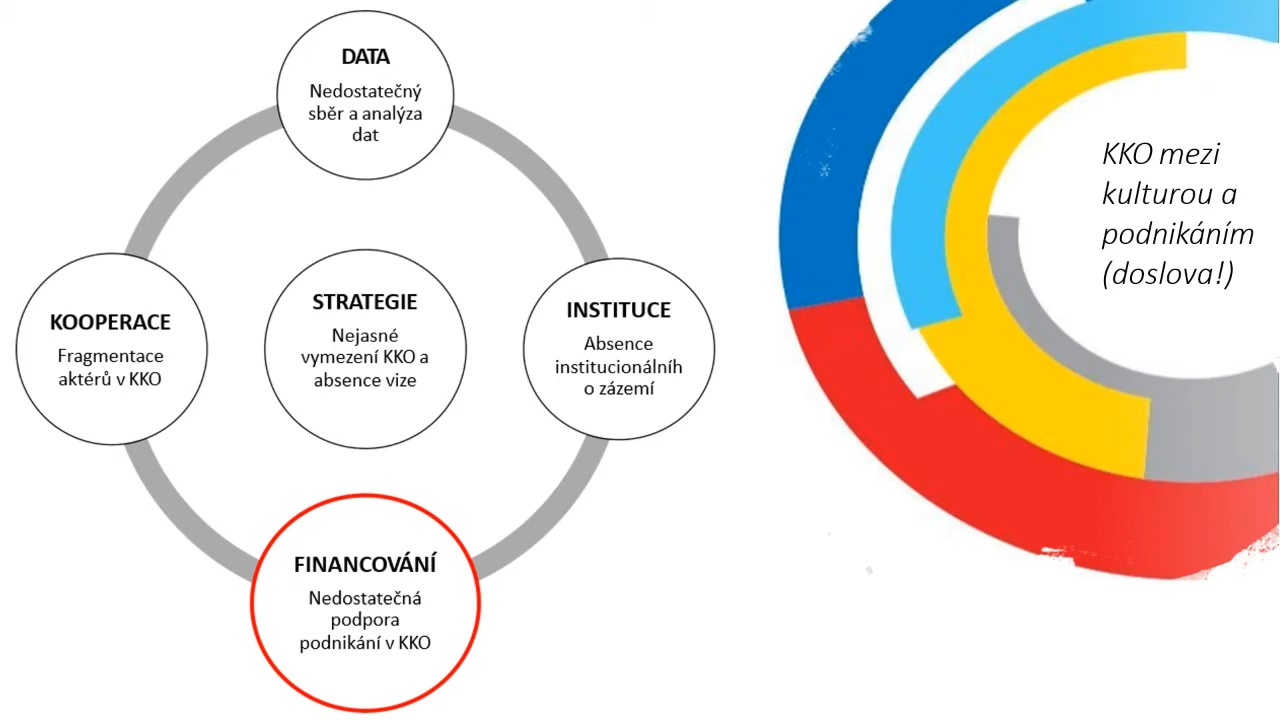 DATA
Nedostatečný
sběr a analýza
dat
KOOPERACE
Fragmentace
aktérů v KKO
STRATEGIE
Nejasné
vymezení KKO a
absence vize
INSTITUCE
Absence
institucionálníh
o zázemí
FINANCOVÁNÍ
Nedostatečná
podpora
podnikání v KKO
KKO mezi
kulturou a
podnikáním
(doslova!)